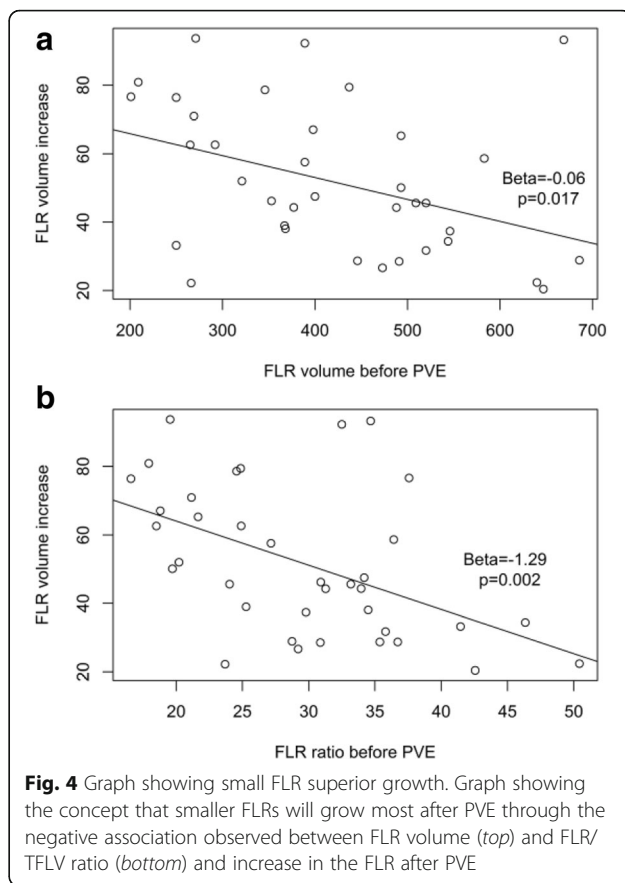 a
FLR volume increase
80
60
40
20
Beta=-0.06
p=0.017
200 300 400 500 600 700
FLR volume before PVE
b
FLR volume increase
80
60
40
20
Beta=-1.29
p=0.002
20 25 30 35 40 45 50
FLR ratio before PVE
Fig. 4 Graph showing small FLR superior growth. Graph showing
the concept that smaller FLRs will grow most after PVE through the
negative association observed between FLR volume (top) and FLR/
TFLV ratio (bottom) and increase in the FLR after PVE